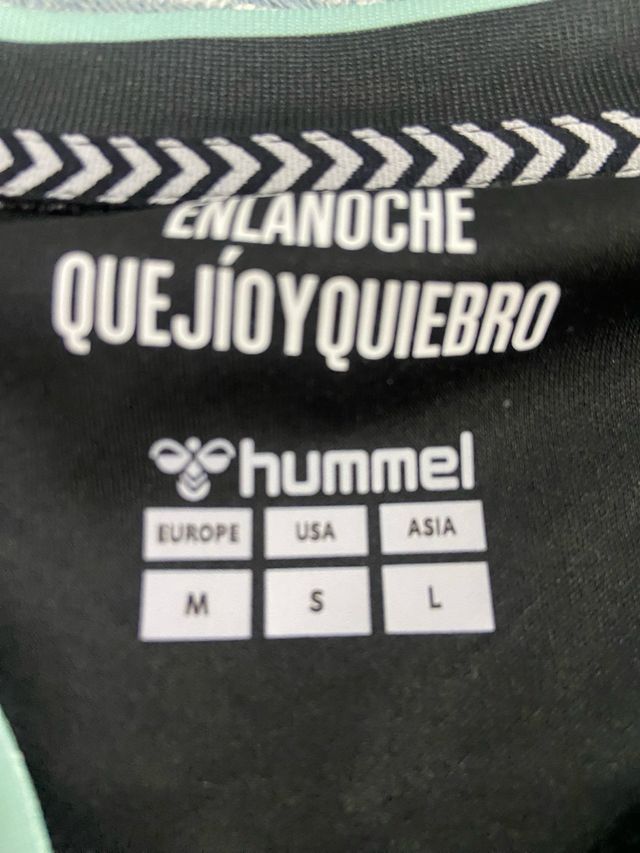 ENLANOCHE
QUEJÍOYQUIEBRO
hummel
EUROPE USA ASIA
M S L